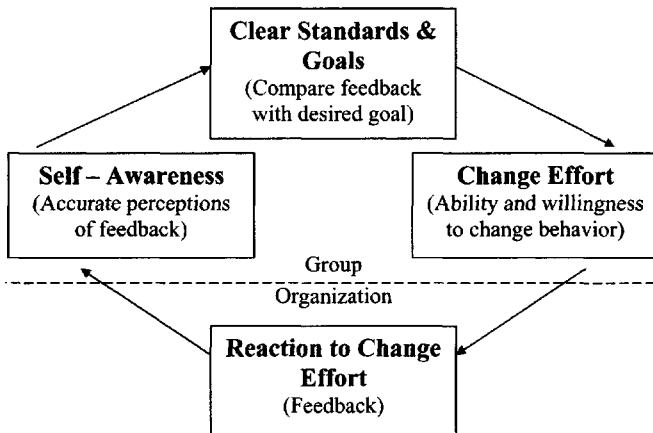 Clear Standards &
Goals
(Compare feedback
with desired goal)
Self – Awareness
(Accurate perceptions
of feedback)
Change Effort
(Ability and willingness
to change behavior)
Group
Organization
Reaction to Change
Effort
(Feedback)